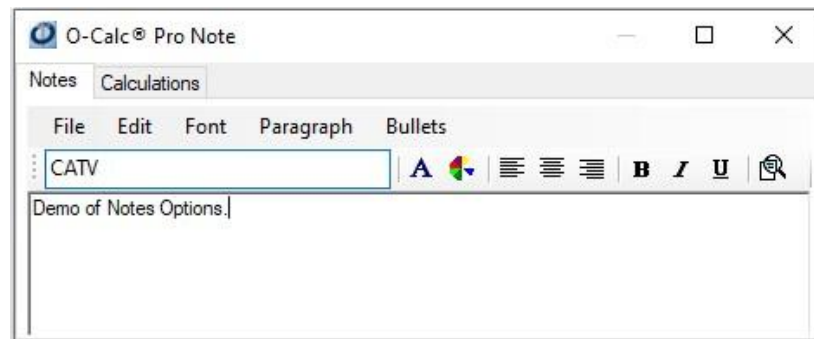 O-Calc® Pro Note
Notes Calculations
File Edit Font Paragraph Bullets
CATV A B I U
Demo of Notes Options.